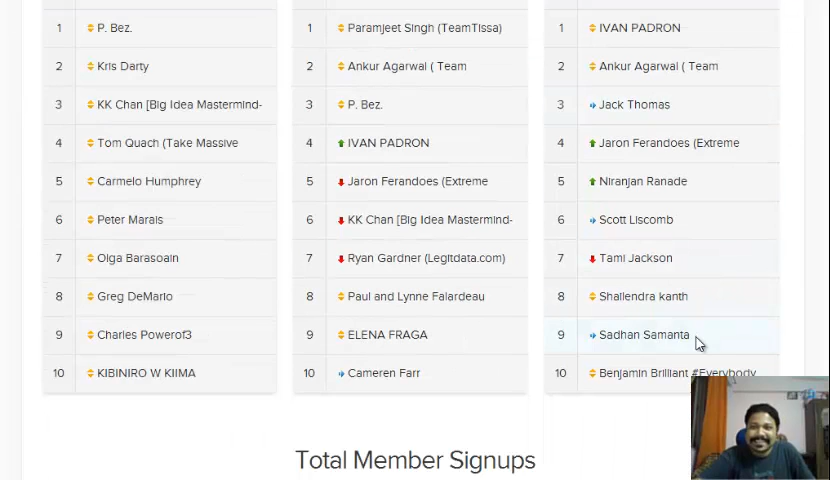 1 P. Bez.
2 Kris Darty
3 KK Chan [Big Idea Mastermind-
4 Tom Quach (Take Massive
5 Carmelo Humphrey
6 Peter Marais
7 Olga Barasoain
8 Greg DeMarlo
9 Charles Powerof3
10 KIBINIRO W KIIMA
1 Paramjeet Singh (TeamTissa)
2 Ankur Agarwal ( Team
3 P. Bez.
4 IVAN PADRON
5 Jaron Ferandoes (Extreme
6 KK Chan [Big Idea Mastermind-
7 Ryan Gardner (Legitdata.com)
8 Paul and Lynne Falardeau
9 ELENA FRAGA
10 Cameren Farr
1 IVAN PADRON
2 Ankur Agarwal ( Team
3 Jack Thomas
4 Jaron Ferandoes (Extreme
5 Niranjan Ranade
6 Scott Liscomb
7 Tami Jackson
8 Shailendra kanth
9 Sadhan Samanta
10 Benjamin Brilliant #Everybody
Total Member Signups